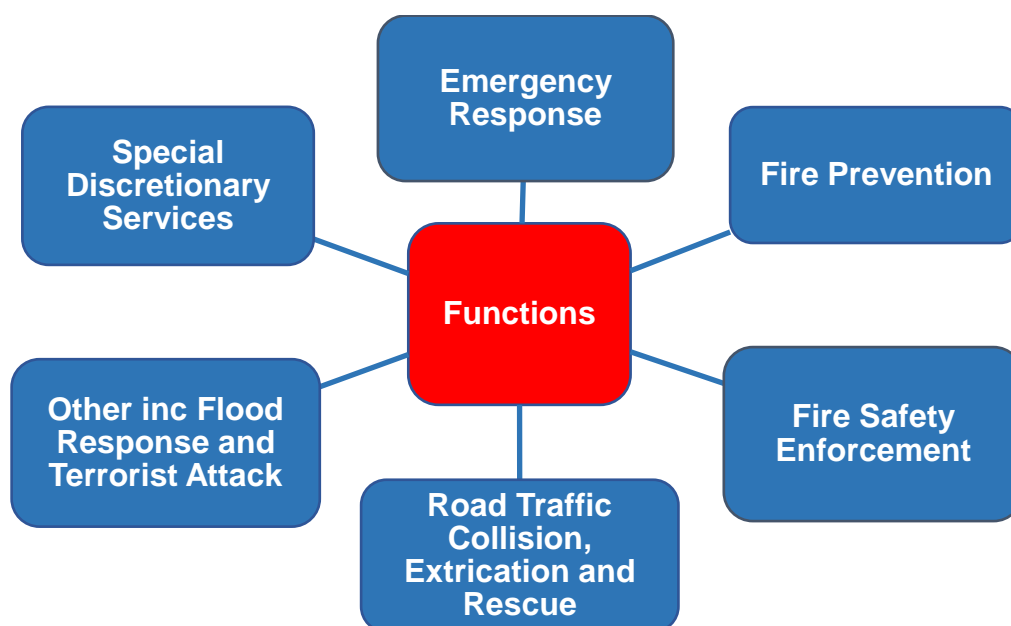 Emergency
Response
Special
Discretionary
Services
Fire Prevention
Functions
Other inc Flood
Response and
Terrorist Attack
Fire Safety
Enforcement
Road Traffic
Collision,
Extrication and
Rescue